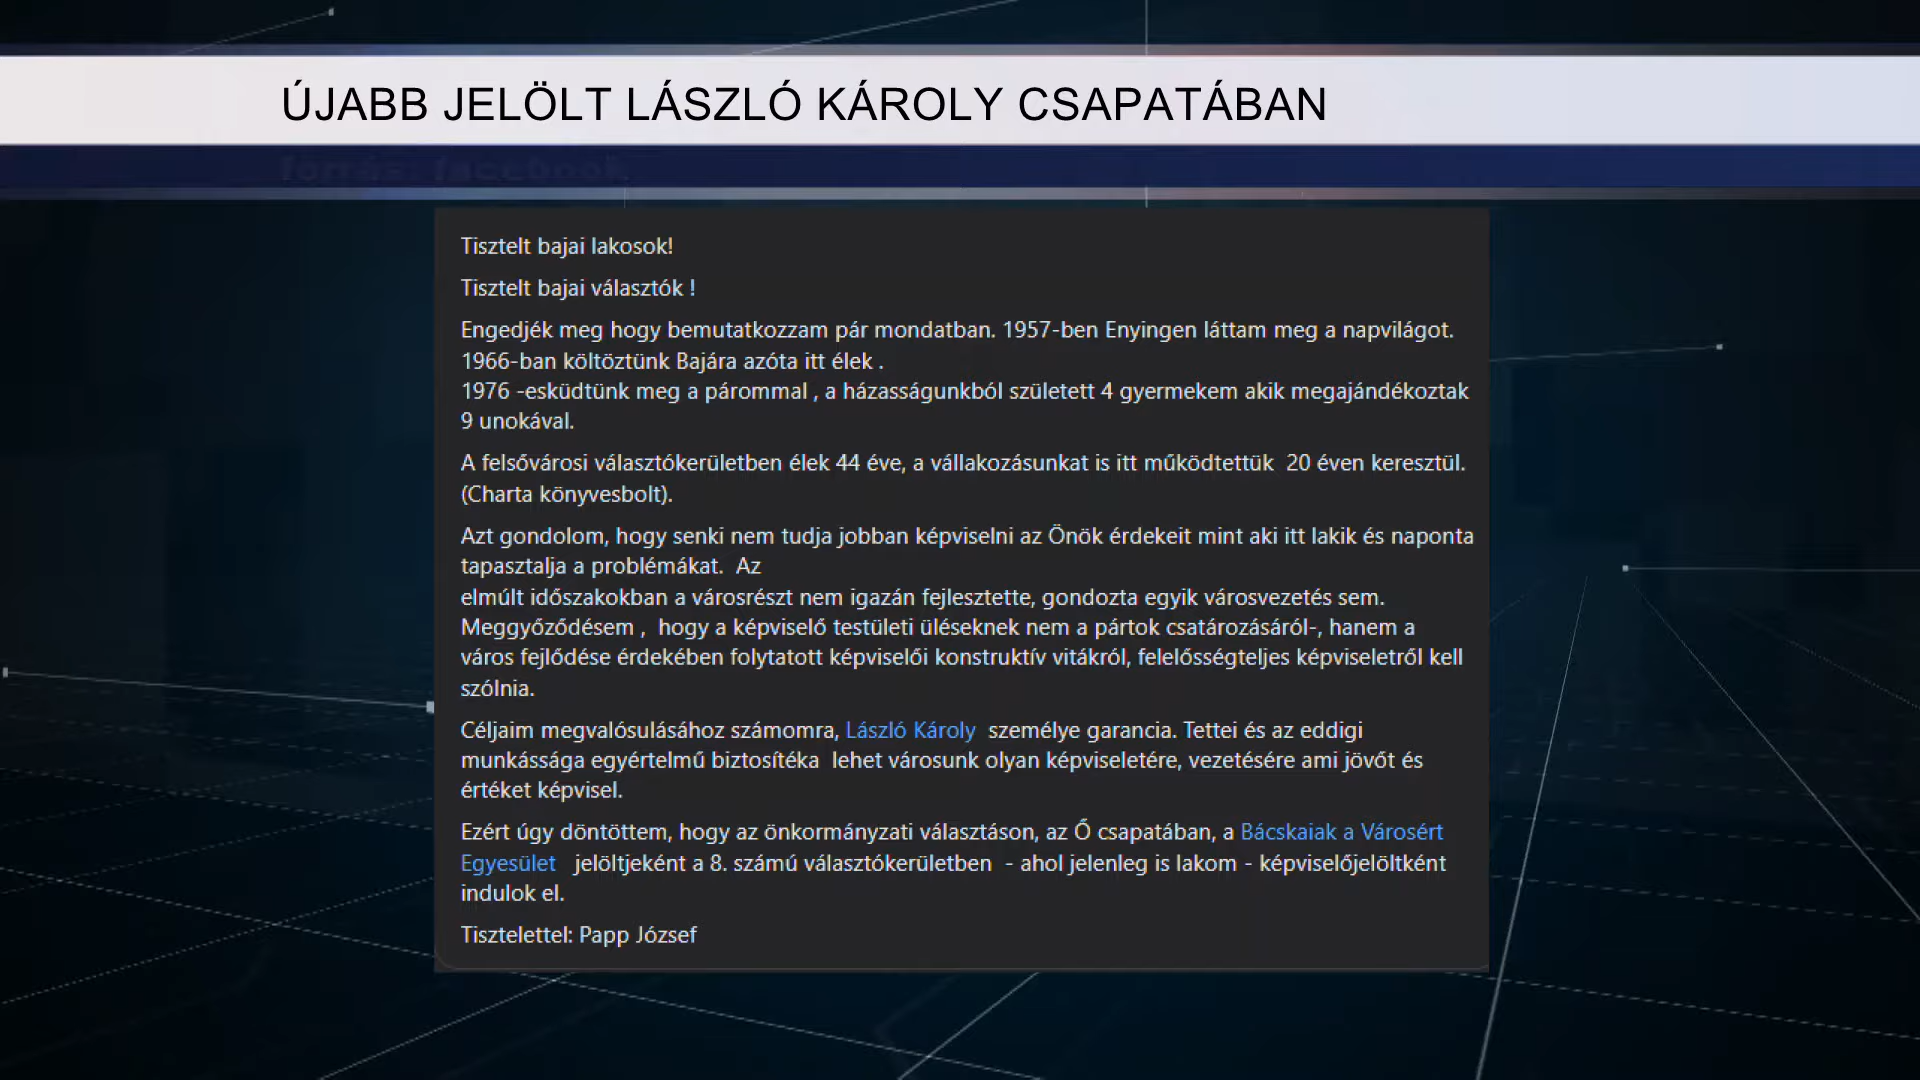 ÚJABB JELÖLT LÁSZLÓ KÁROLY CSAPATÁBAN
forrás: facebook
Tisztelt bajai lakosok!
Tisztelt bajai választók !
Engedjék meg hogy bemutatkozzam pár mondatban. 1957-ben Enyingen láttam meg a napvilágot.
1966-ban költöztünk Bajára azóta itt élek .
1976 -esküdtünk meg a párommal , a házasságunkból született 4 gyermekem akik megajándékoztak
9 unokával.
A felsővárosi választókerületben élek 44 éve, a vállakozásunkat is itt működtettük  20 éven keresztül.
(Charta könyvesbolt).
Azt gondolom, hogy senki nem tudja jobban képviselni az Önök érdekeit mint aki itt lakik és naponta
tapasztalja a problémákat.  Az
elmúlt időszakokban a városrészt nem igazán fejlesztette, gondozta egyik városvezetés sem.
Meggyőződésem ,  hogy a képviselő testületi üléseknek nem a pártok csatározásáról-, hanem a
város fejlődése érdekében folytatott képviselői konstruktív vitákról, felelősségteljes képviseletről kell
szólnia.
Céljaim megvalósulásához számomra, László Károly  személye garancia. Tettei és az eddigi
munkássága egyértelmű biztosítéka  lehet városunk olyan képviseletére, vezetésére ami jövőt és
értéket képvisel.
Ezért úgy döntöttem, hogy az önkormányzati választáson, az Ő csapatában, a Bácskaiak a Városért
Egyesület   jelöltjeként a 8. számú választókerületben  - ahol jelenleg is lakom - képviselőjelöltként
indulok el.
Tisztelettel: Papp József